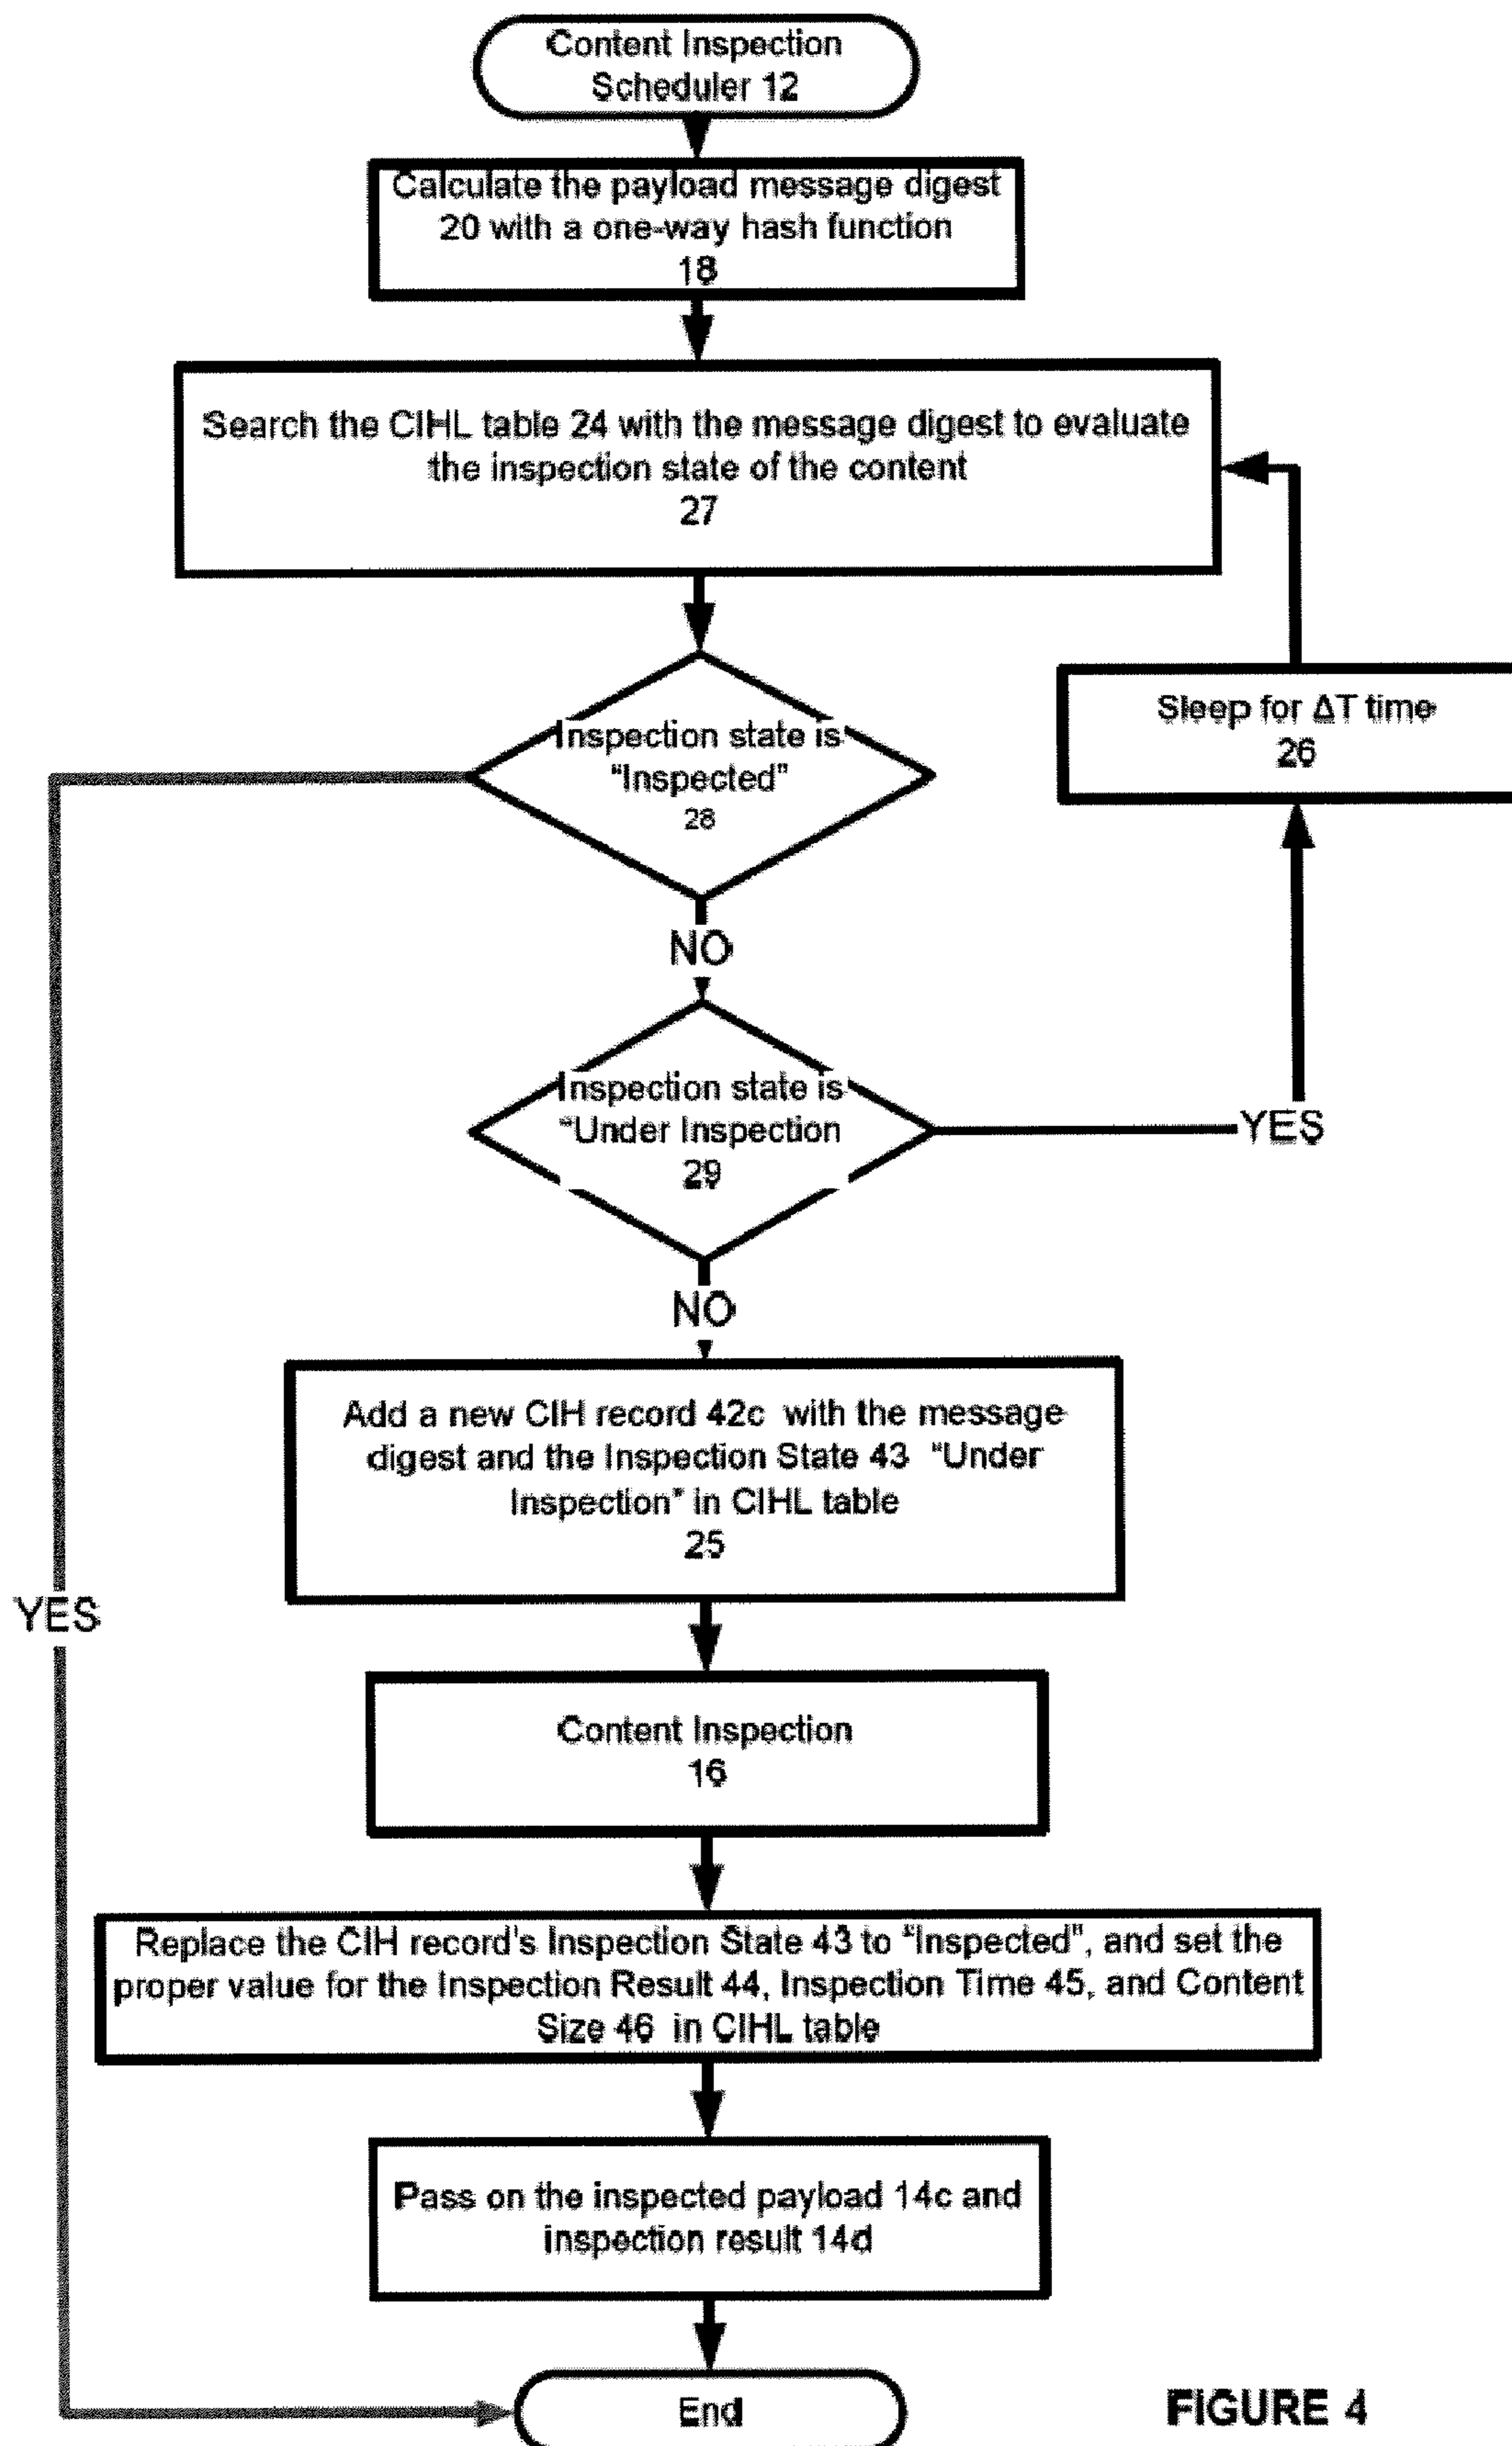 Content Inspection
Scheduler 12
Calculate the payload message digest
20 with a one-way hash function
18
Search the CIHL table 24 with the message digest to evaluate
the inspection state of the content
27
Sleep for ΔT time
26
Inspection state is
"Inspected"
28
NO
Inspection state is
"Under Inspection
29
YES
NO
Add a new CIH record 42c with the message
digest and the Inspection State 43 "Under
Inspection" in CIHL table
25
YES
Content Inspection
16
Replace the CIH record's Inspection State 43 to "Inspected", and set the
proper value for the Inspection Result 44, Inspection Time 45, and Content
Size 46 in CIHL table
Pass on the inspected payload 14c and
inspection result 14d
End
FIGURE 4